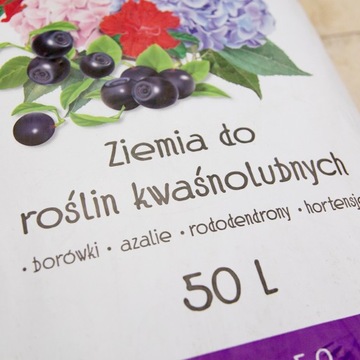 Ziemia do
roślin kwaśnolubnych
· borówki · azalie · rododendrony · hortensje
50 L